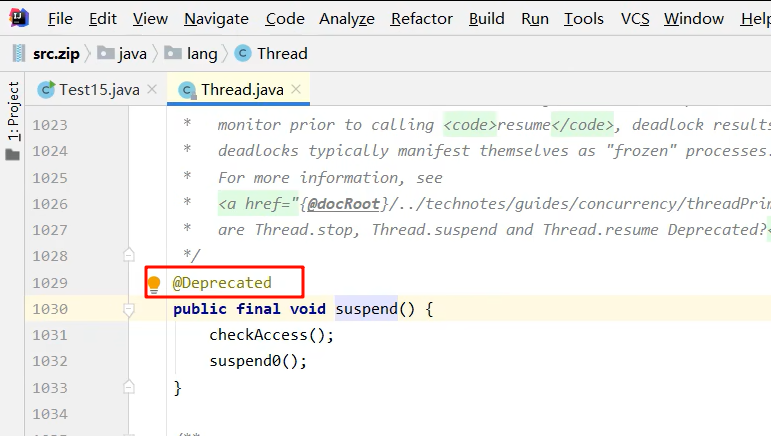 File Edit View Navigate Code Analyze Refactor Build Run Tools VCS Window Help
src.zip java lang Thread
Test15.java Thread.java
1: Project
1023 * monitor prior to calling <code>resume</code>, deadlock results
1024 * deadlocks typically manifest themselves as "frozen" processes.
1025 * For more information, see
1026 * <a href="{@docRoot}/../technotes/guides/concurrency/threadPrim
1027 * are Thread.stop, Thread.suspend and Thread.resume Deprecated?<
1028 */
1029 @Deprecated
1030 public final void suspend() {
1031 checkAccess();
1032 suspend0();
1033 }
1034
/**